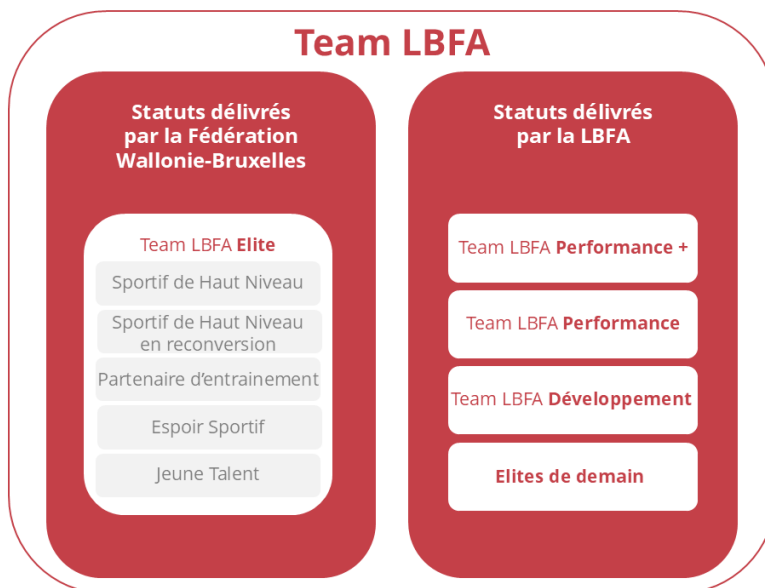 Team LBFA
Statuts délivrés
par la Fédération
Wallonie-Bruxelles
Team LBFA Elite
Sportif de Haut Niveau
Sportif de Haut Niveau
en reconversion
Partenaire d’entrainement
Espoir Sportif
Jeune Talent
Statuts délivrés
par la LBFA
Team LBFA Performance +
Team LBFA Performance
Team LBFA Développement
Elites de demain